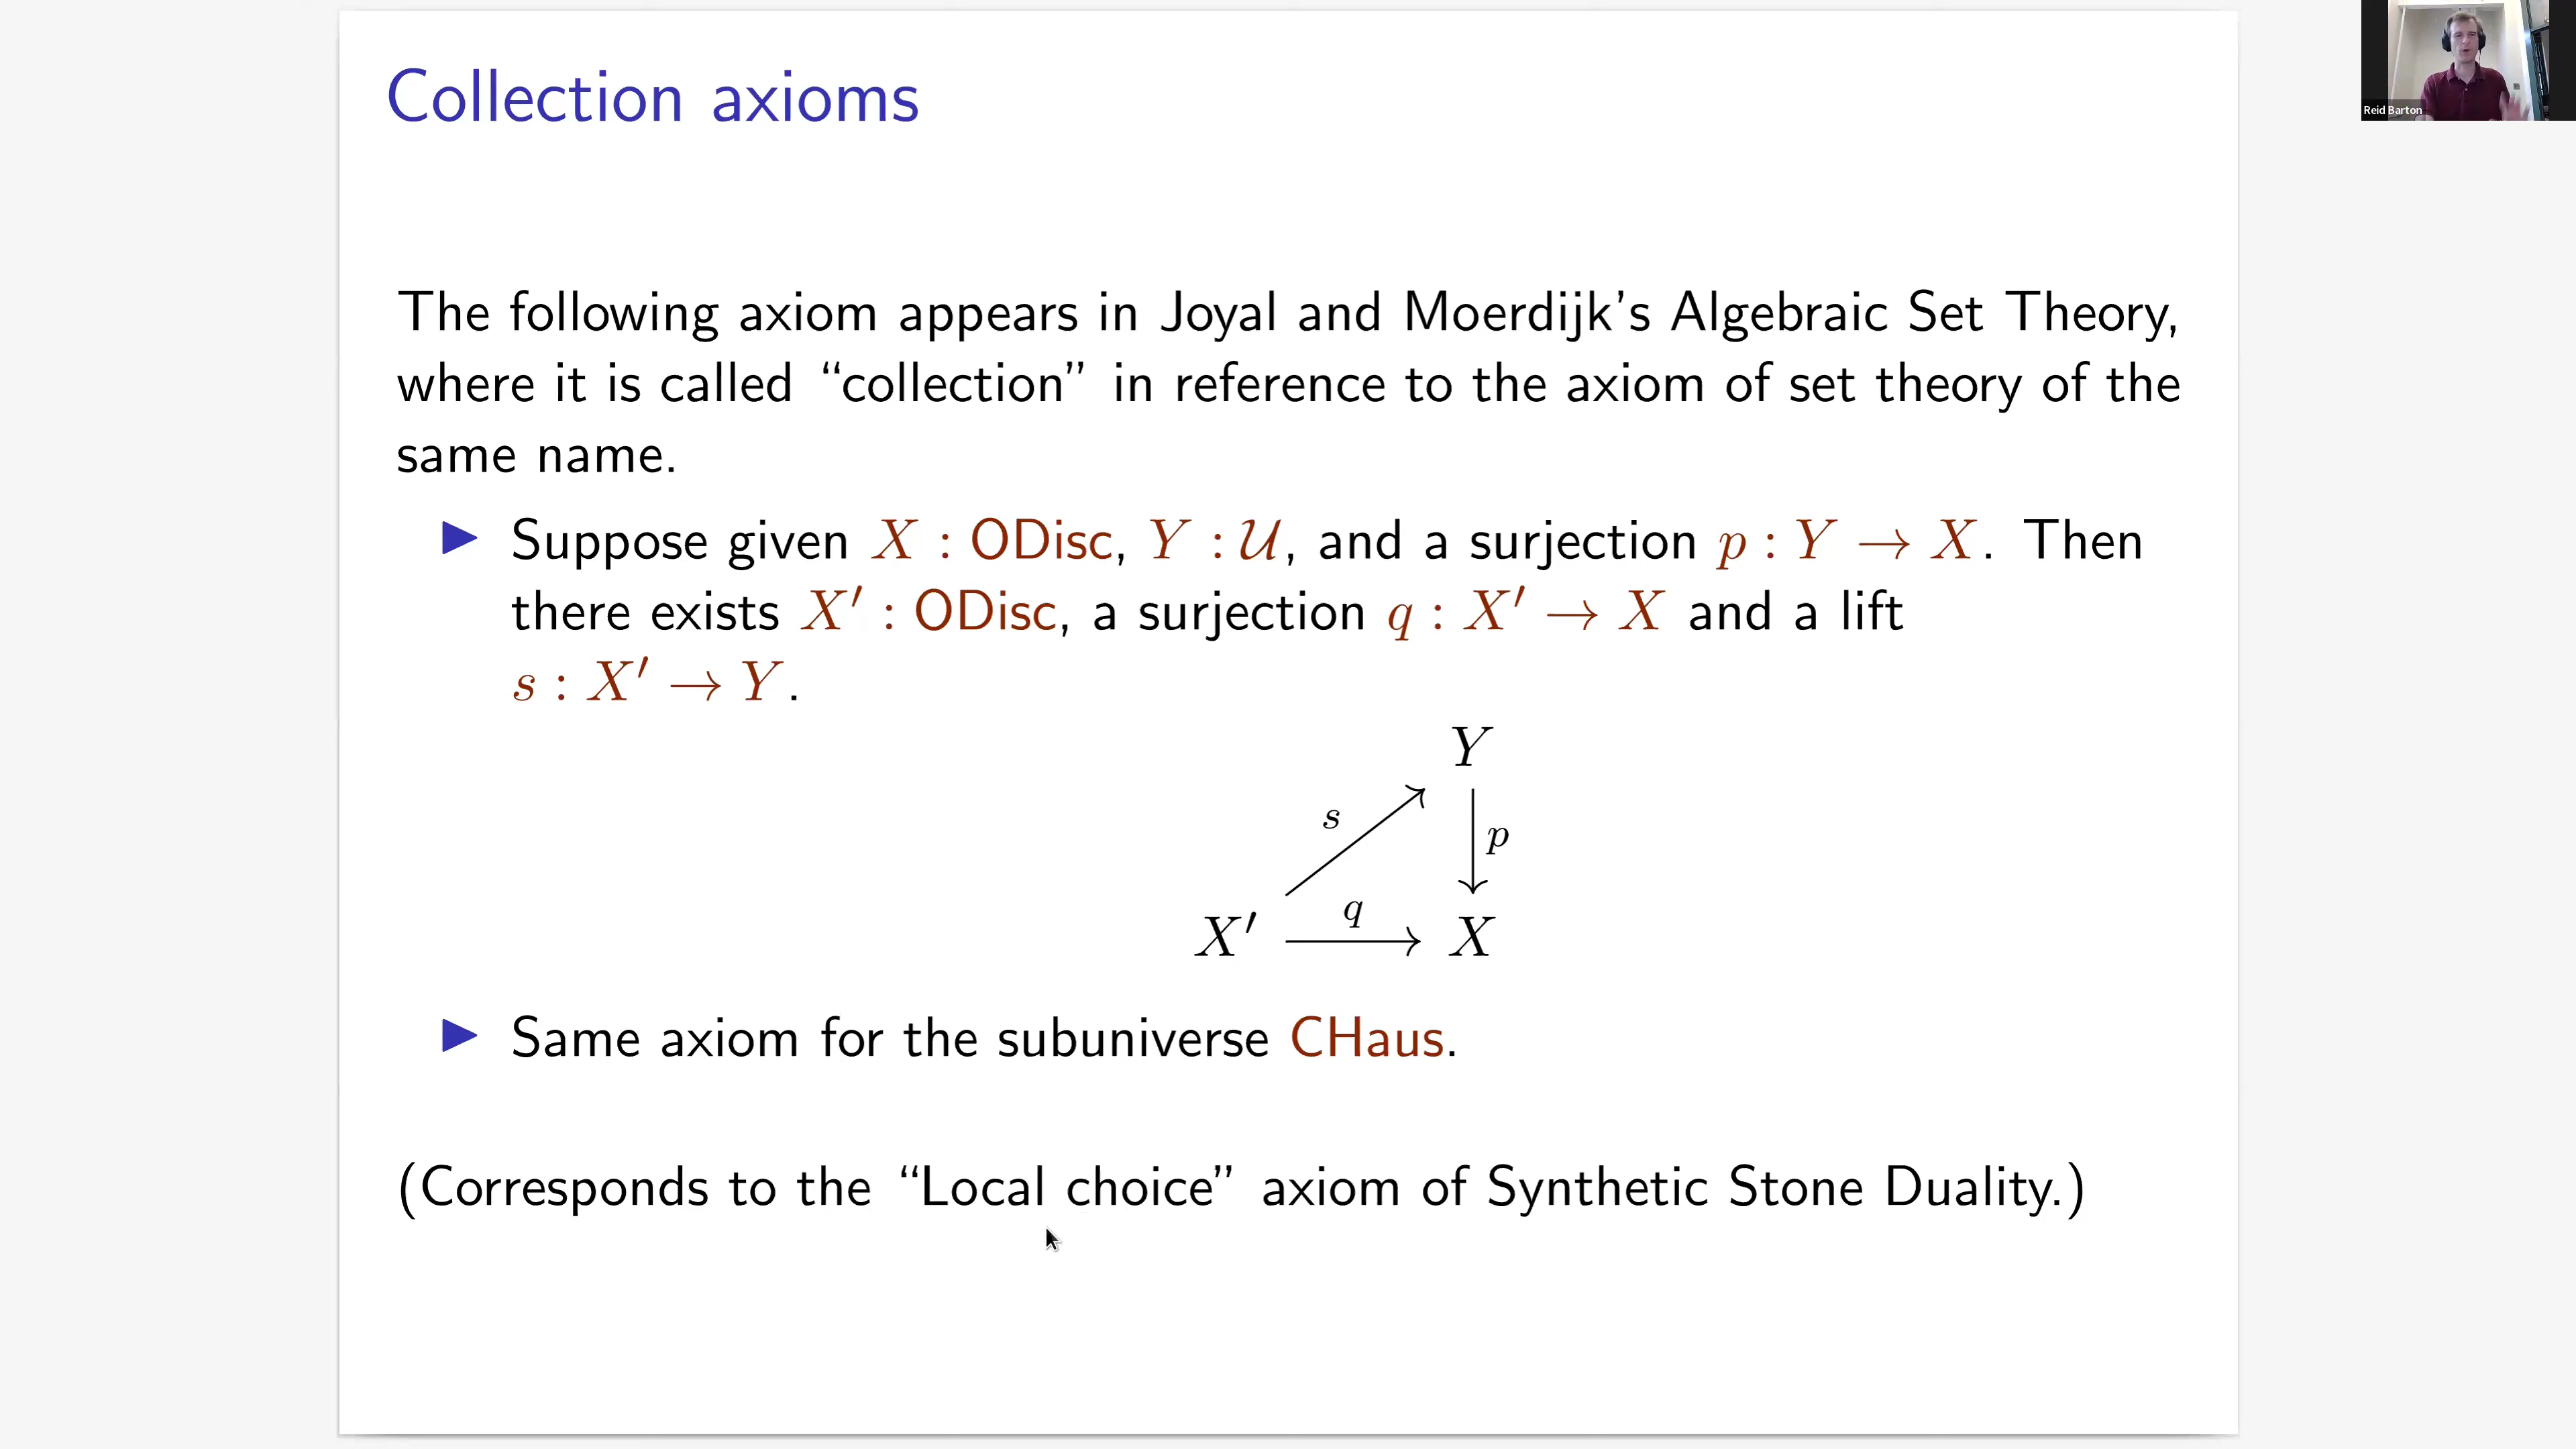 Collection axioms
Reid Barton
The following axiom appears in Joyal and Moerdijk's Algebraic Set Theory,
where it is called “collection” in reference to the axiom of set theory of the
same name.
▶ Suppose given X : ODisc, Y : 𝒰, and a surjection p : Y → X. Then
there exists X′ : ODisc, a surjection q : X′ → X and a lift
s : X′ → Y.
Y
s
p
q
X′ X
▶ Same axiom for the subuniverse CHaus.
(Corresponds to the “Local choice” axiom of Synthetic Stone Duality.)